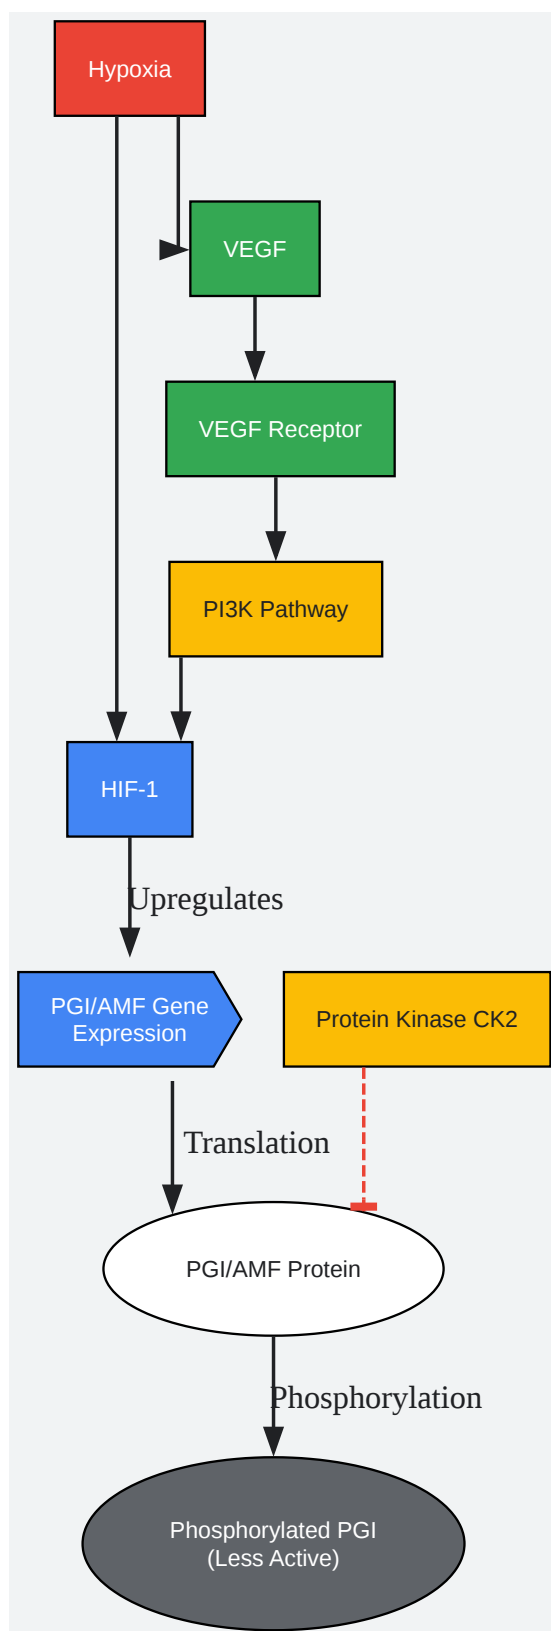 Hypoxia
VEGF
VEGF Receptor
PI3K Pathway
HIF-1
Upregulates
PGI/AMF Gene
Expression
Protein Kinase CK2
Translation
PGI/AMF Protein
Phosphorylation
Phosphorylated PGI
(Less Active)